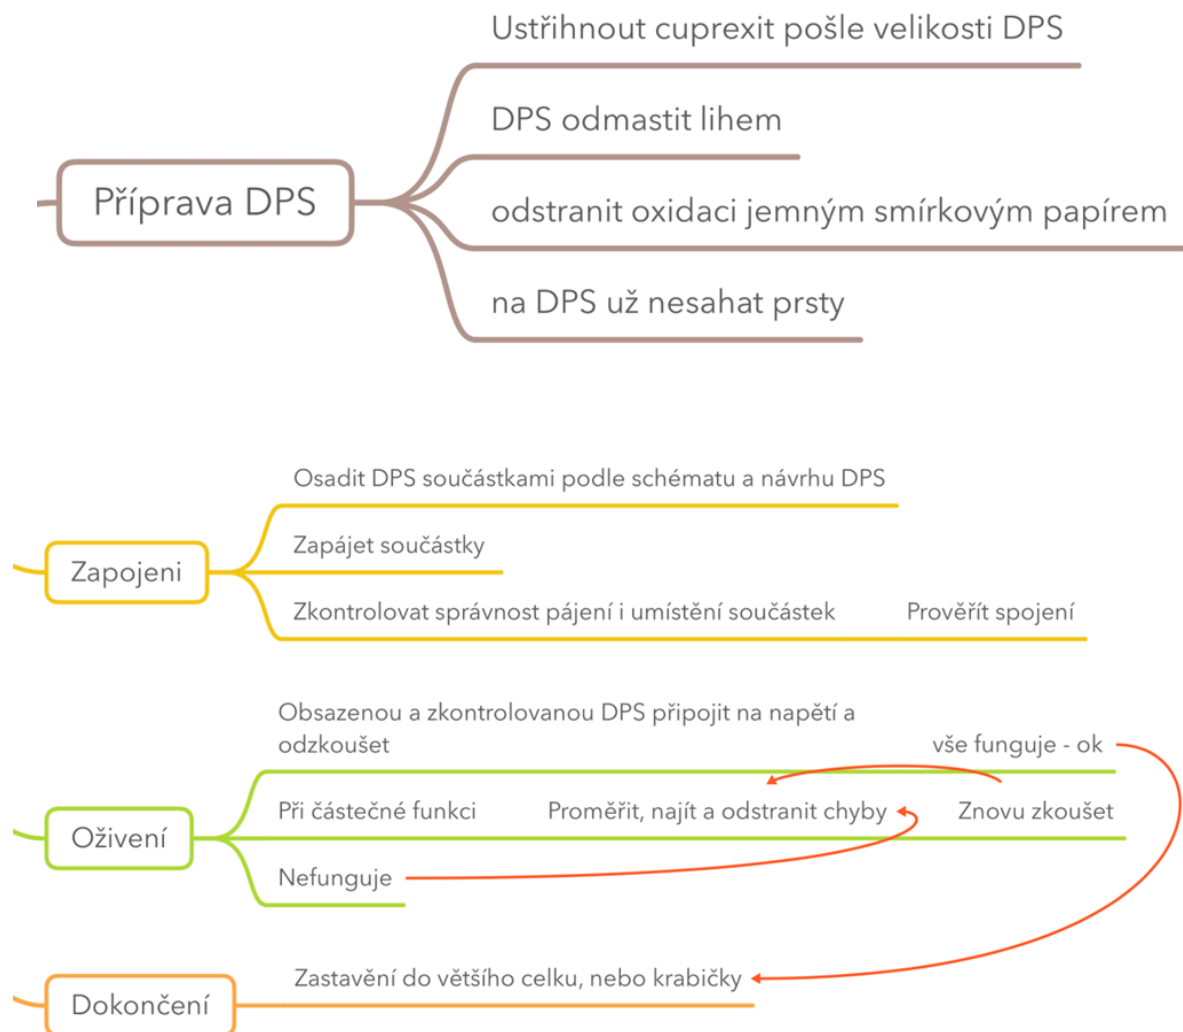 Ustřihnout cuprexit pošle velikosti DPS
DPS odmastit lihem
Příprava DPS
odstranit oxidaci jemným smírkovým papírem
na DPS už nesahat prsty
Osadit DPS součástkami podle schématu a návrhu DPS
Zapojeni
Zapájet součástky
Zkontrolovat správnost pájení i umístění součástek
Prověřít spojení
Obsazenou a zkontrolovanou DPS připojit na napětí a
odzkoušet
vše funguje - ok
Oživení
Při částečné funkci
Proměřit, najít a odstranit chyby
Znovu zkoušet
Nefunguje
Dokončení
Zastavění do většího celku, nebo krabičky